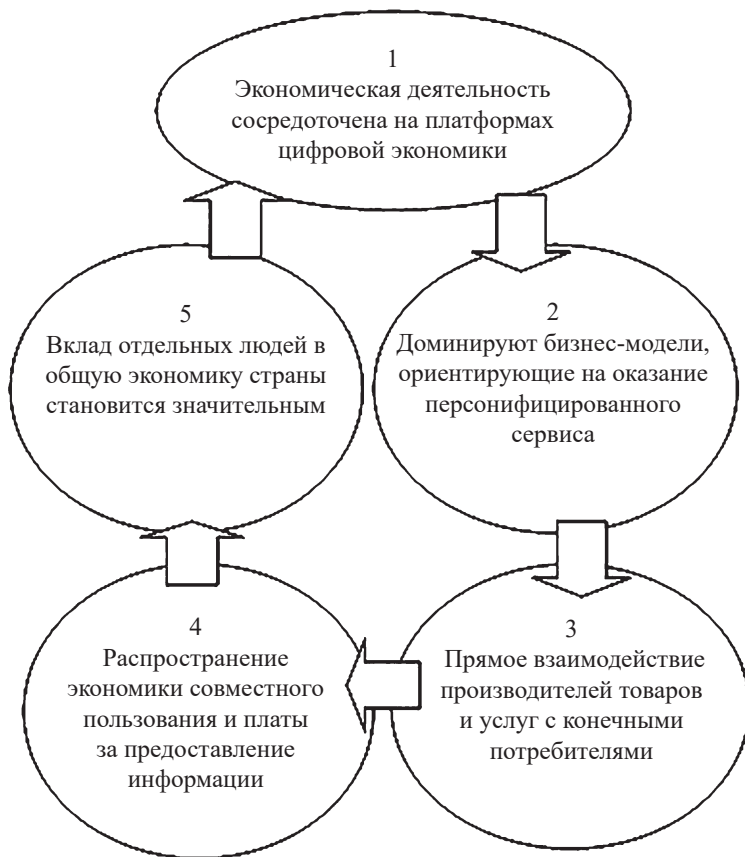 1
Экономическая деятельность
сосредоточена на платформах
цифровой экономики
2
Доминируют бизнес-модели,
ориентирующие на оказание
персонифицированного
сервиса
3
Прямое взаимодействие
производителей товаров
и услуг с конечными
потребителями
4
Распространение
экономики совместного
пользования и платы
за предоставление
информации
5
Вклад отдельных людей в
общую экономику страны
становится значительным